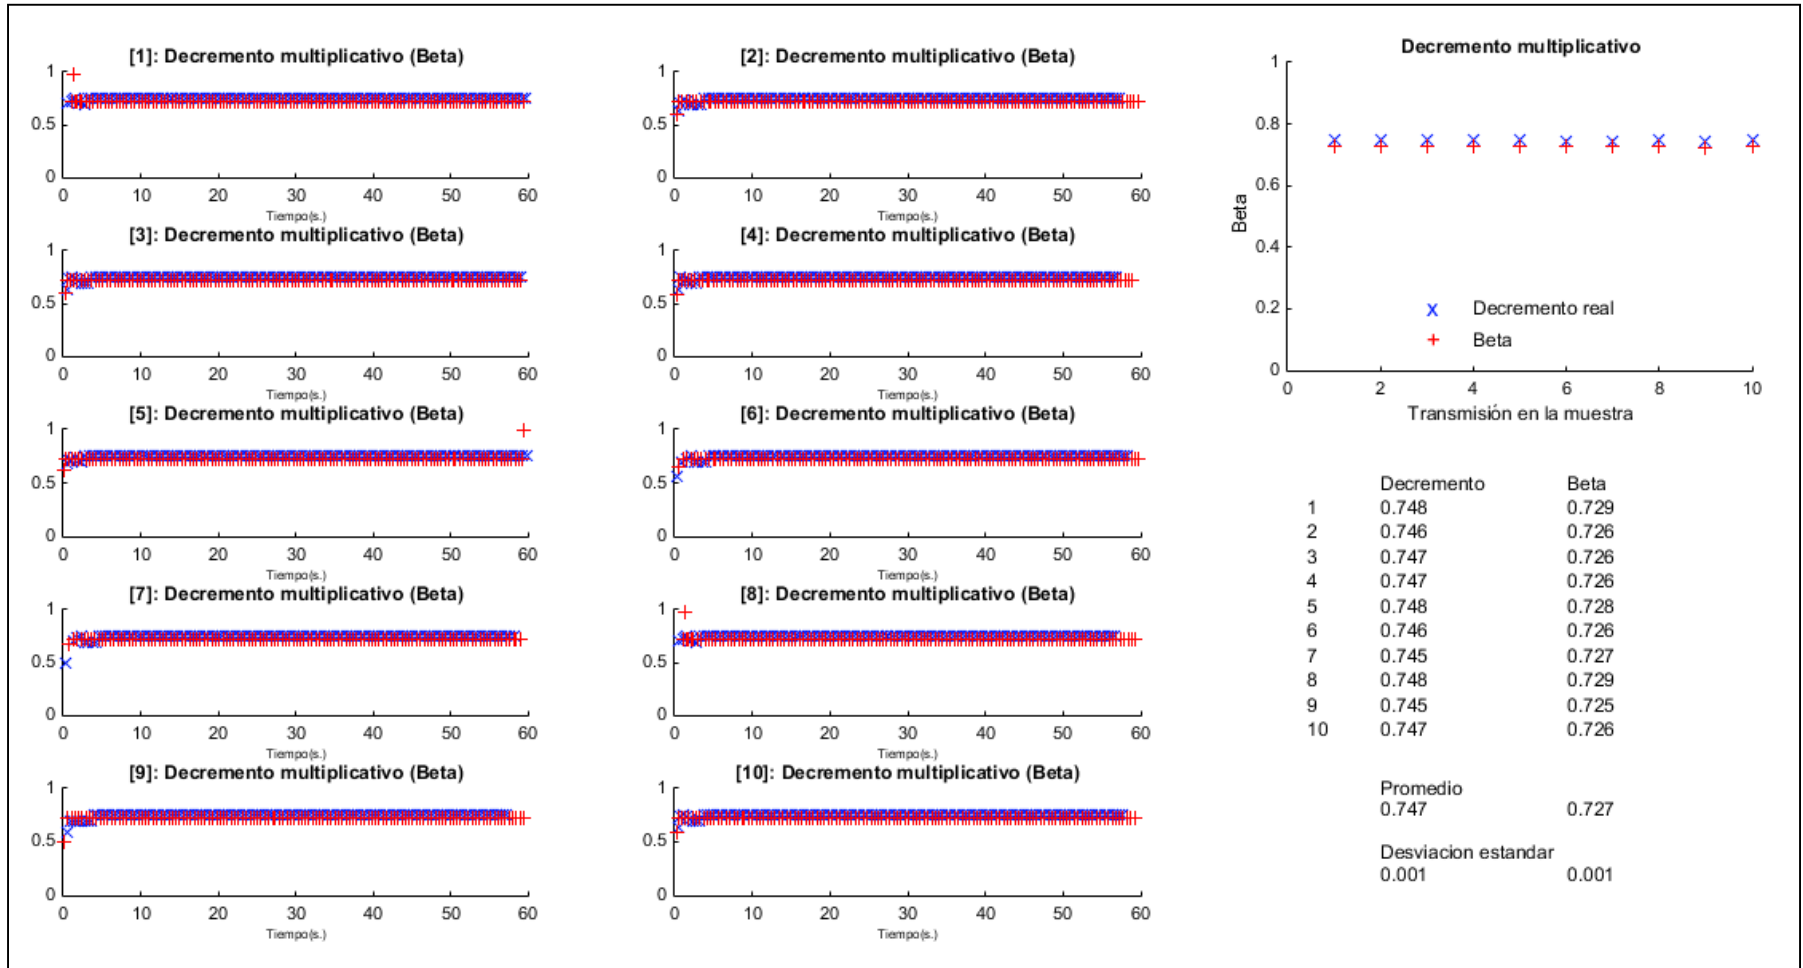 [1]: Decremento multiplicativo (Beta)
1
0.5
0
0 10 20 30 40 50 60
Tiempo(s.)
[2]: Decremento multiplicativo (Beta)
1
0.5
0
0 10 20 30 40 50 60
Tiempo(s.)
[3]: Decremento multiplicativo (Beta)
1
0.5
0
0 10 20 30 40 50 60
Tiempo(s.)
[4]: Decremento multiplicativo (Beta)
1
0.5
0
0 10 20 30 40 50 60
Tiempo(s.)
[5]: Decremento multiplicativo (Beta)
1
0.5
0
0 10 20 30 40 50 60
Tiempo(s.)
[6]: Decremento multiplicativo (Beta)
1
0.5
0
0 10 20 30 40 50 60
Tiempo(s.)
[7]: Decremento multiplicativo (Beta)
1
0.5
0
0 10 20 30 40 50 60
Tiempo(s.)
[8]: Decremento multiplicativo (Beta)
1
0.5
0
0 10 20 30 40 50 60
Tiempo(s.)
[9]: Decremento multiplicativo (Beta)
1
0.5
0
0 10 20 30 40 50 60
Tiempo(s.)
[10]: Decremento multiplicativo (Beta)
1
0.5
0
0 10 20 30 40 50 60
Tiempo(s.)
Decremento multiplicativo
1
0.8
0.6
0.4
0.2
0
Beta
Decremento real
Beta
0 2 4 6 8 10
Transmisión en la muestra
Decremento Beta
1 0.748 0.729
2 0.746 0.726
3 0.747 0.726
4 0.747 0.726
5 0.748 0.728
6 0.746 0.726
7 0.745 0.727
8 0.748 0.729
9 0.745 0.725
10 0.747 0.726
Promedio
0.747 0.727
Desviacion estandar
0.001 0.001